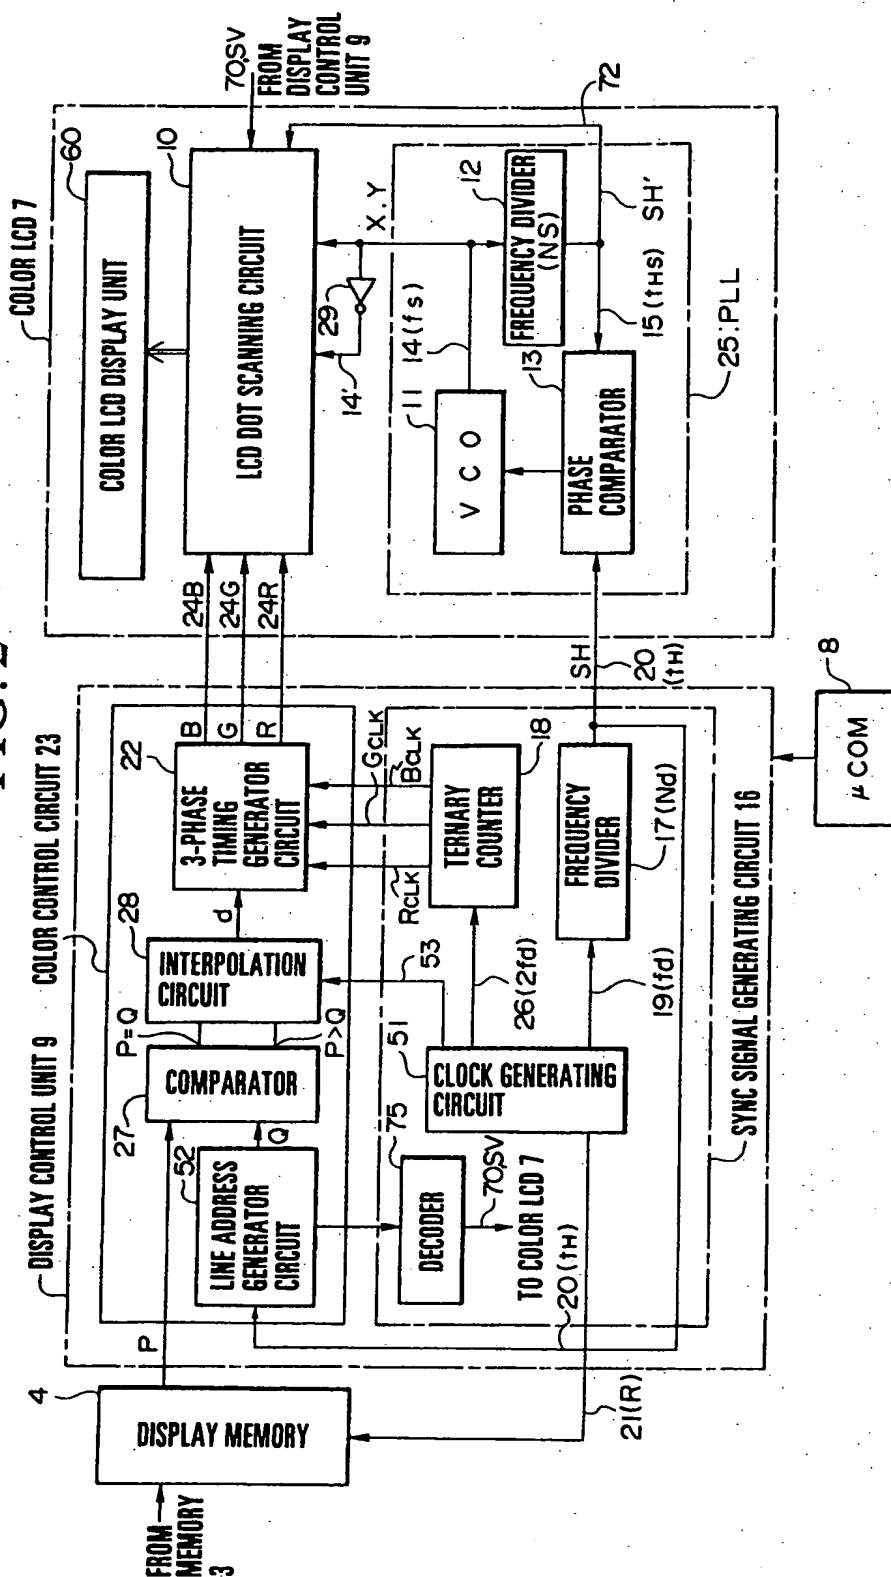 FIG. 2
DISPLAY CONTROL UNIT 9
COLOR CONTROL CIRCUIT 23
COLOR LCD 7
4
DISPLAY MEMORY
FROM
MEMORY
3
P
27
COMPARATOR
P=Q
P>Q
Q
52
LINE ADDRESS
GENERATOR
CIRCUIT
28
INTERPOLATION
CIRCUIT
d
22
3-PHASE
TIMING
GENERATOR
CIRCUIT
B
G
R
24B
24G
24R
60
COLOR LCD DISPLAY UNIT
10
LCD DOT SCANNING CIRCUIT
70,SV
FROM
DISPLAY
CONTROL
UNIT 9
72
14'
29
X.Y
75
DECODER
70,SV
TO COLOR LCD 7
20(tH)
21(R)
51
CLOCK GENERATING
CIRCUIT
53
26(2fd)
19(fd)
RCLK
GCLK
BCLK
TERNARY
COUNTER
18
FREQUENCY
DIVIDER
17(Nd)
SH
20
(tH)
11
V C O
14(fs)
12
FREQUENCY DIVIDER
(NS)
13
PHASE
COMPARATOR
15(tHS)
SH'
25:PLL
SYNC SIGNAL GENERATING CIRCUIT 16
8
μCOM